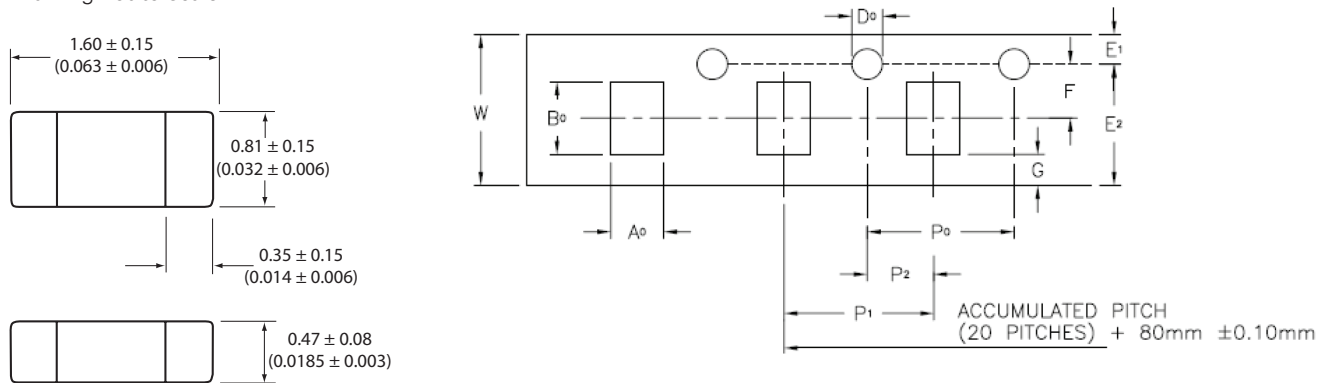 1.60 ± 0.15
(0.063 ± 0.006)
0.81 ± 0.15
(0.032 ± 0.006)
0.35 ± 0.15
(0.014 ± 0.006)
0.47 ± 0.08
(0.0185 ± 0.003)
D0
E1
F
W
B0
E2
G
A0
P0
P2
P1
ACCUMULATED PITCH
(20 PITCHES) + 80mm ±0.10mm